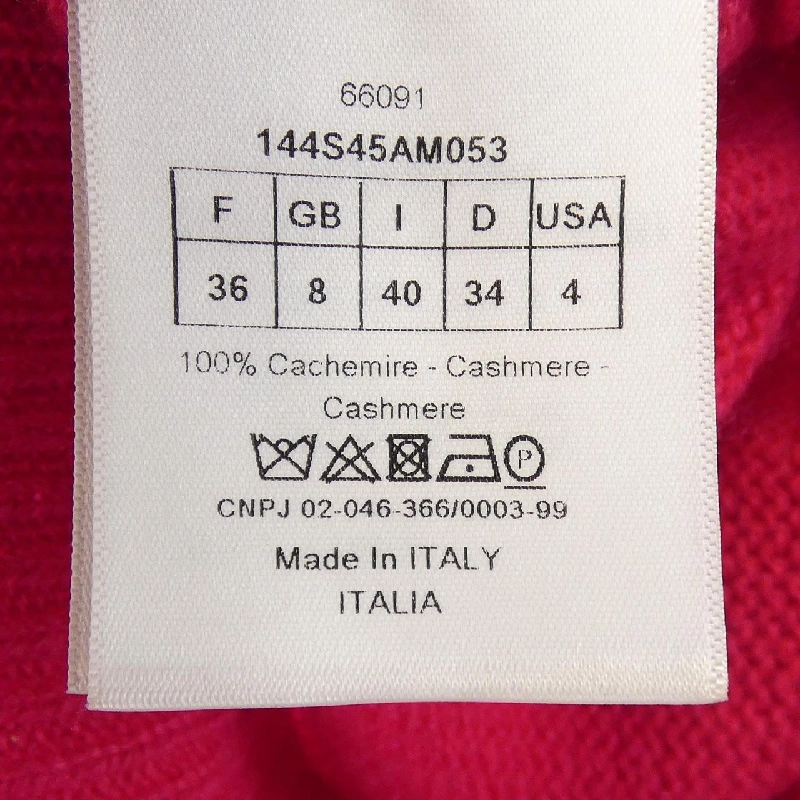 66091
144S45AM053
F GB I D USA
36 8 40 34 4
100% Cachemire - Cashmere -
Cashmere
P
CNPJ 02-046-366/0003-99
Made In ITALY
ITALIA